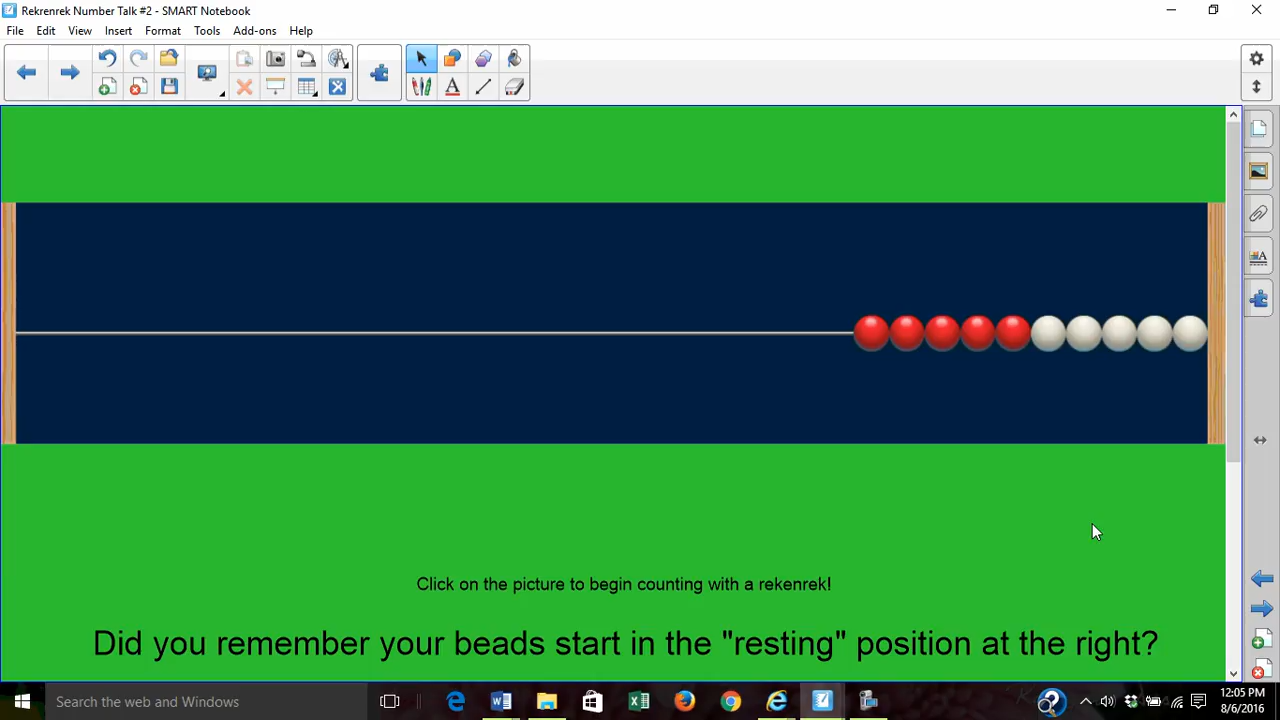 Rekrenrek Number Talk #2 - SMART Notebook
File Edit View Insert Format Tools Add-ons Help
Click on the picture to begin counting with a rekenrek!
Did you remember your beads start in the "resting" position at the right?
Search the web and Windows
12:05 PM
8/6/2016